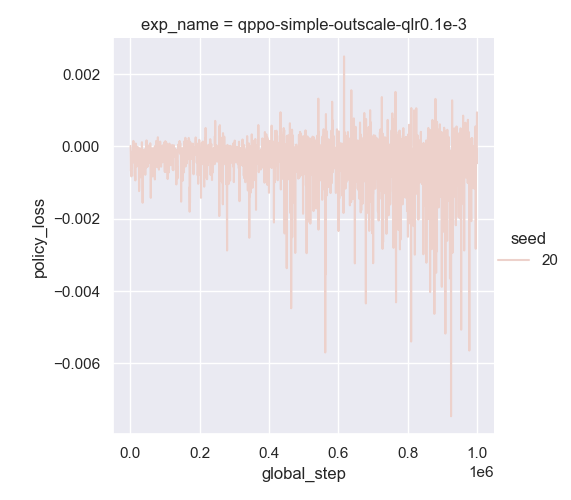 exp_name = qppo-simple-outscale-qlr0.1e-3
0.002
0.000
−0.002
−0.004
−0.006
policy_loss
0.0
0.2
0.4
0.6
0.8
1.0
1e6
global_step
seed
20